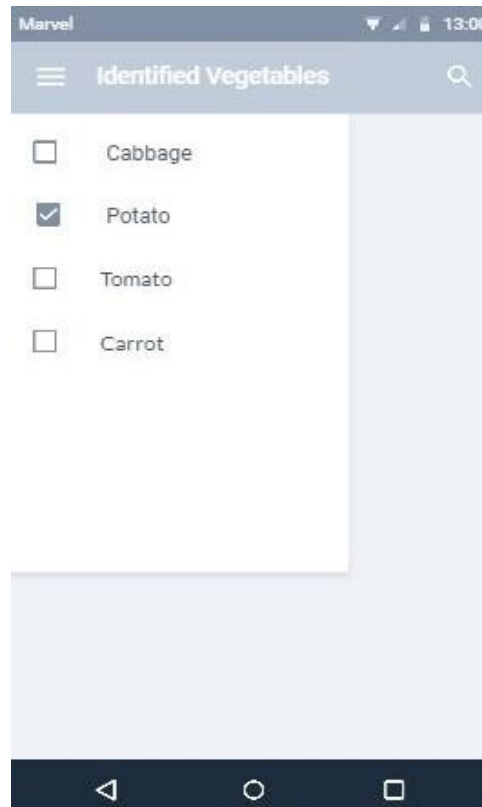 Marvel 13:00
Identified Vegetables
Cabbage
Potato
Tomato
Carrot